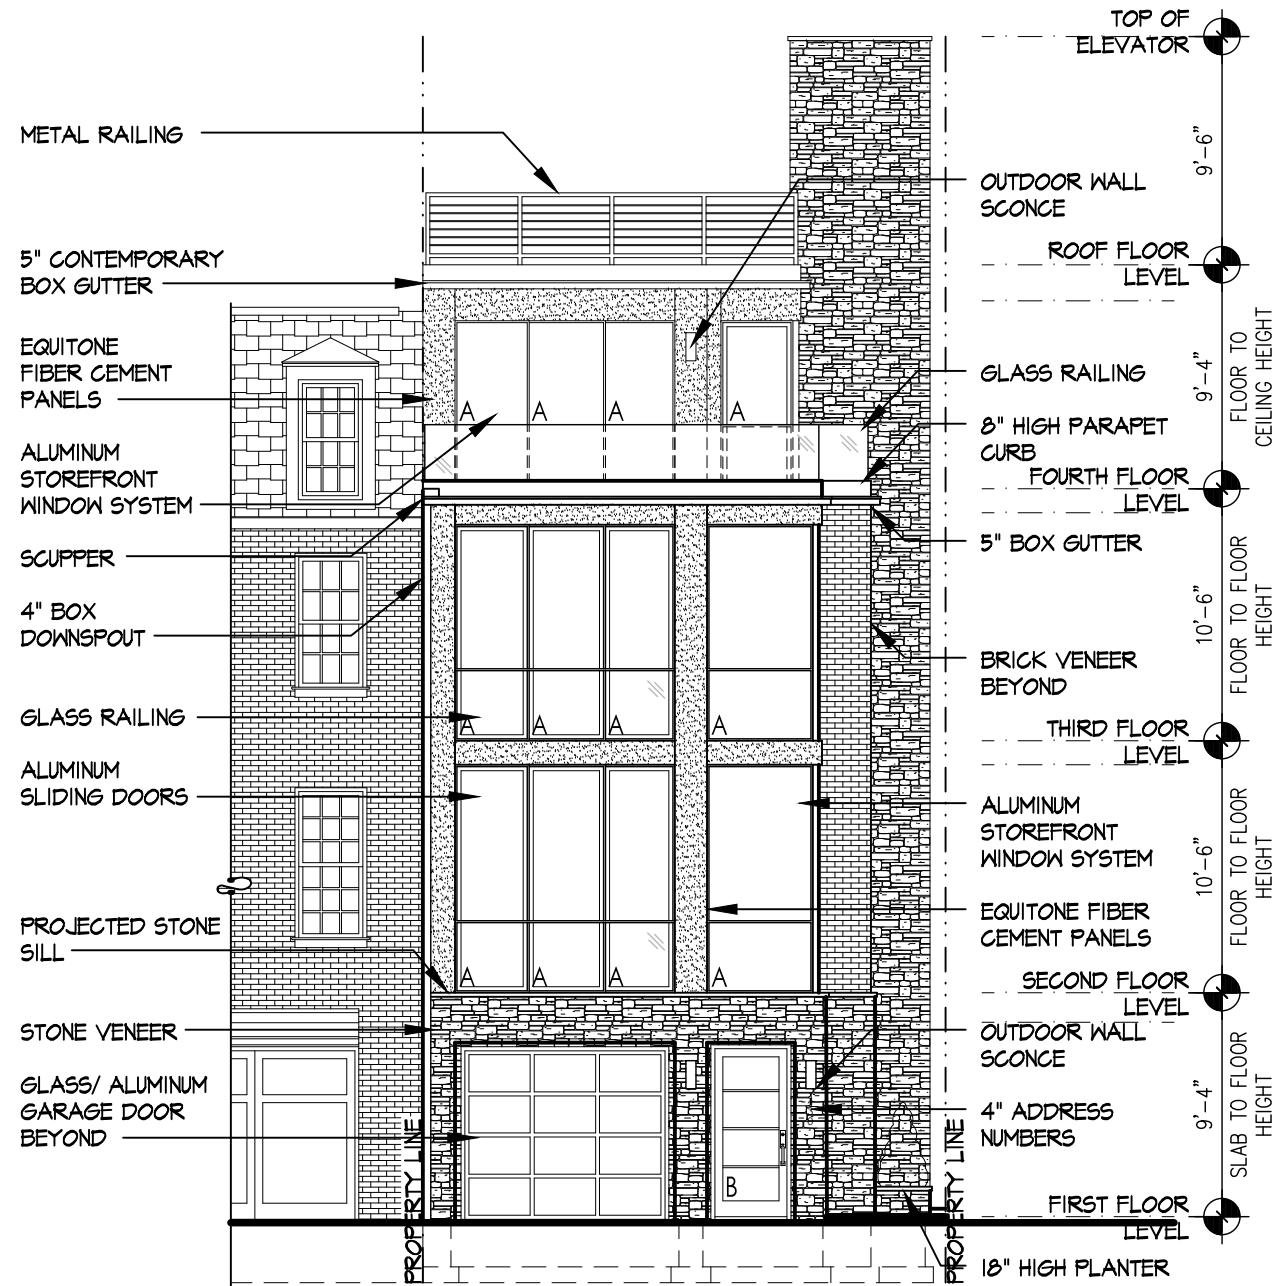 TOP OF
ELEVATOR
METAL RAILING
9'-6"
OUTDOOR WALL
SCONCE
5" CONTEMPORARY
BOX GUTTER
ROOF FLOOR
LEVEL
EQUITONE
FIBER CEMENT
PANELS
9'-4"
FLOOR TO
CEILING HEIGHT
GLASS RAILING
A
A
A
A
8" HIGH PARAPET
CURB
ALUMINUM
STOREFRONT
WINDOW SYSTEM
FOURTH FLOOR
LEVEL
SCUPPER
5" BOX GUTTER
4" BOX
DOWNSPOUT
10'-6"
FLOOR TO FLOOR
HEIGHT
BRICK VENEER
BEYOND
GLASS RAILING
A
A
A
A
THIRD FLOOR
LEVEL
ALUMINUM
SLIDING DOORS
ALUMINUM
STOREFRONT
WINDOW SYSTEM
10'-6"
FLOOR TO FLOOR
HEIGHT
PROJECTED STONE
SILL
EQUITONE FIBER
CEMENT PANELS
A
A
A
A
SECOND FLOOR
LEVEL
STONE VENEER
OUTDOOR WALL
SCONCE
GLASS/ ALUMINUM
GARAGE DOOR
BEYOND
4" ADDRESS
NUMBERS
9'-4"
SLAB TO FLOOR
HEIGHT
B
PROPERTY LINE
PROPERTY LINE
FIRST FLOOR
LEVEL
18" HIGH PLANTER